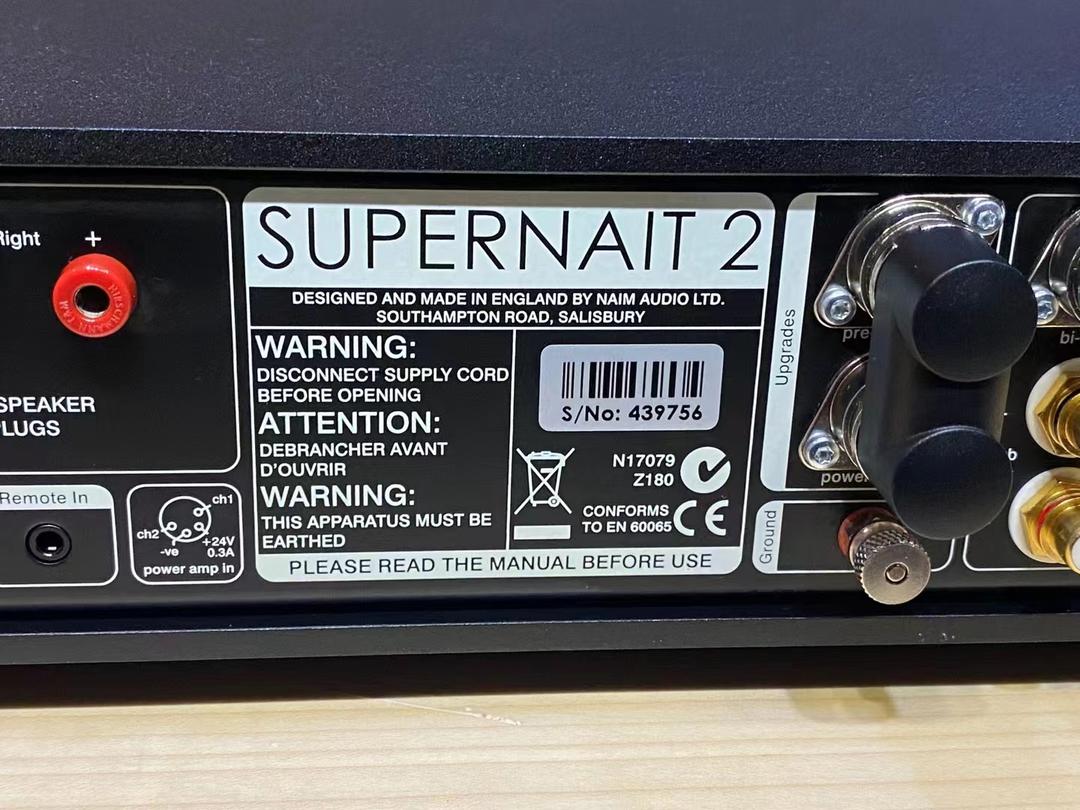 Right +
HIRSCHMANN
SPEAKER
PLUGS
Remote In
ch1
ch2
-ve
+24V
0.3A
power amp in
SUPERNAIT 2
DESIGNED AND MADE IN ENGLAND BY NAIM AUDIO LTD.
SOUTHAMPTON ROAD, SALISBURY
WARNING:
DISCONNECT SUPPLY CORD
BEFORE OPENING
ATTENTION:
DEBRANCHER AVANT
D'OUVRIR
WARNING:
THIS APPARATUS MUST BE
EARTHED
S/No: 439756
N17079
Z180
CONFORMS
TO EN 60065
CE
PLEASE READ THE MANUAL BEFORE USE
Upgrades
pre
power
Ground
bi-